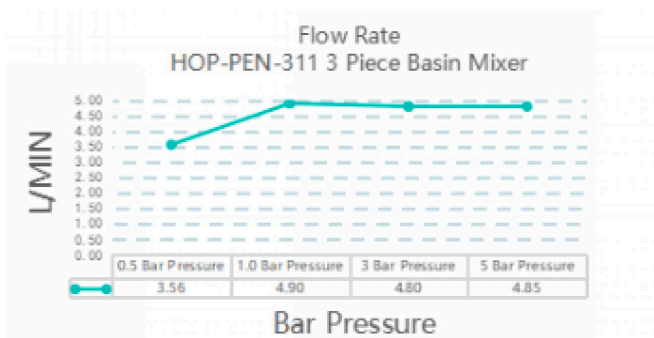 Flow Rate
HOP-PEN-311 3 Piece Basin Mixer
L/MIN
5.00
4.50
4.00
3.50
3.00
2.50
2.00
1.50
1.00
0.50
0.00
0.5 Bar Pressure 1.0 Bar Pressure 3 Bar Pressure 5 Bar Pressure
3.56 4.90 4.80 4.85
Bar Pressure